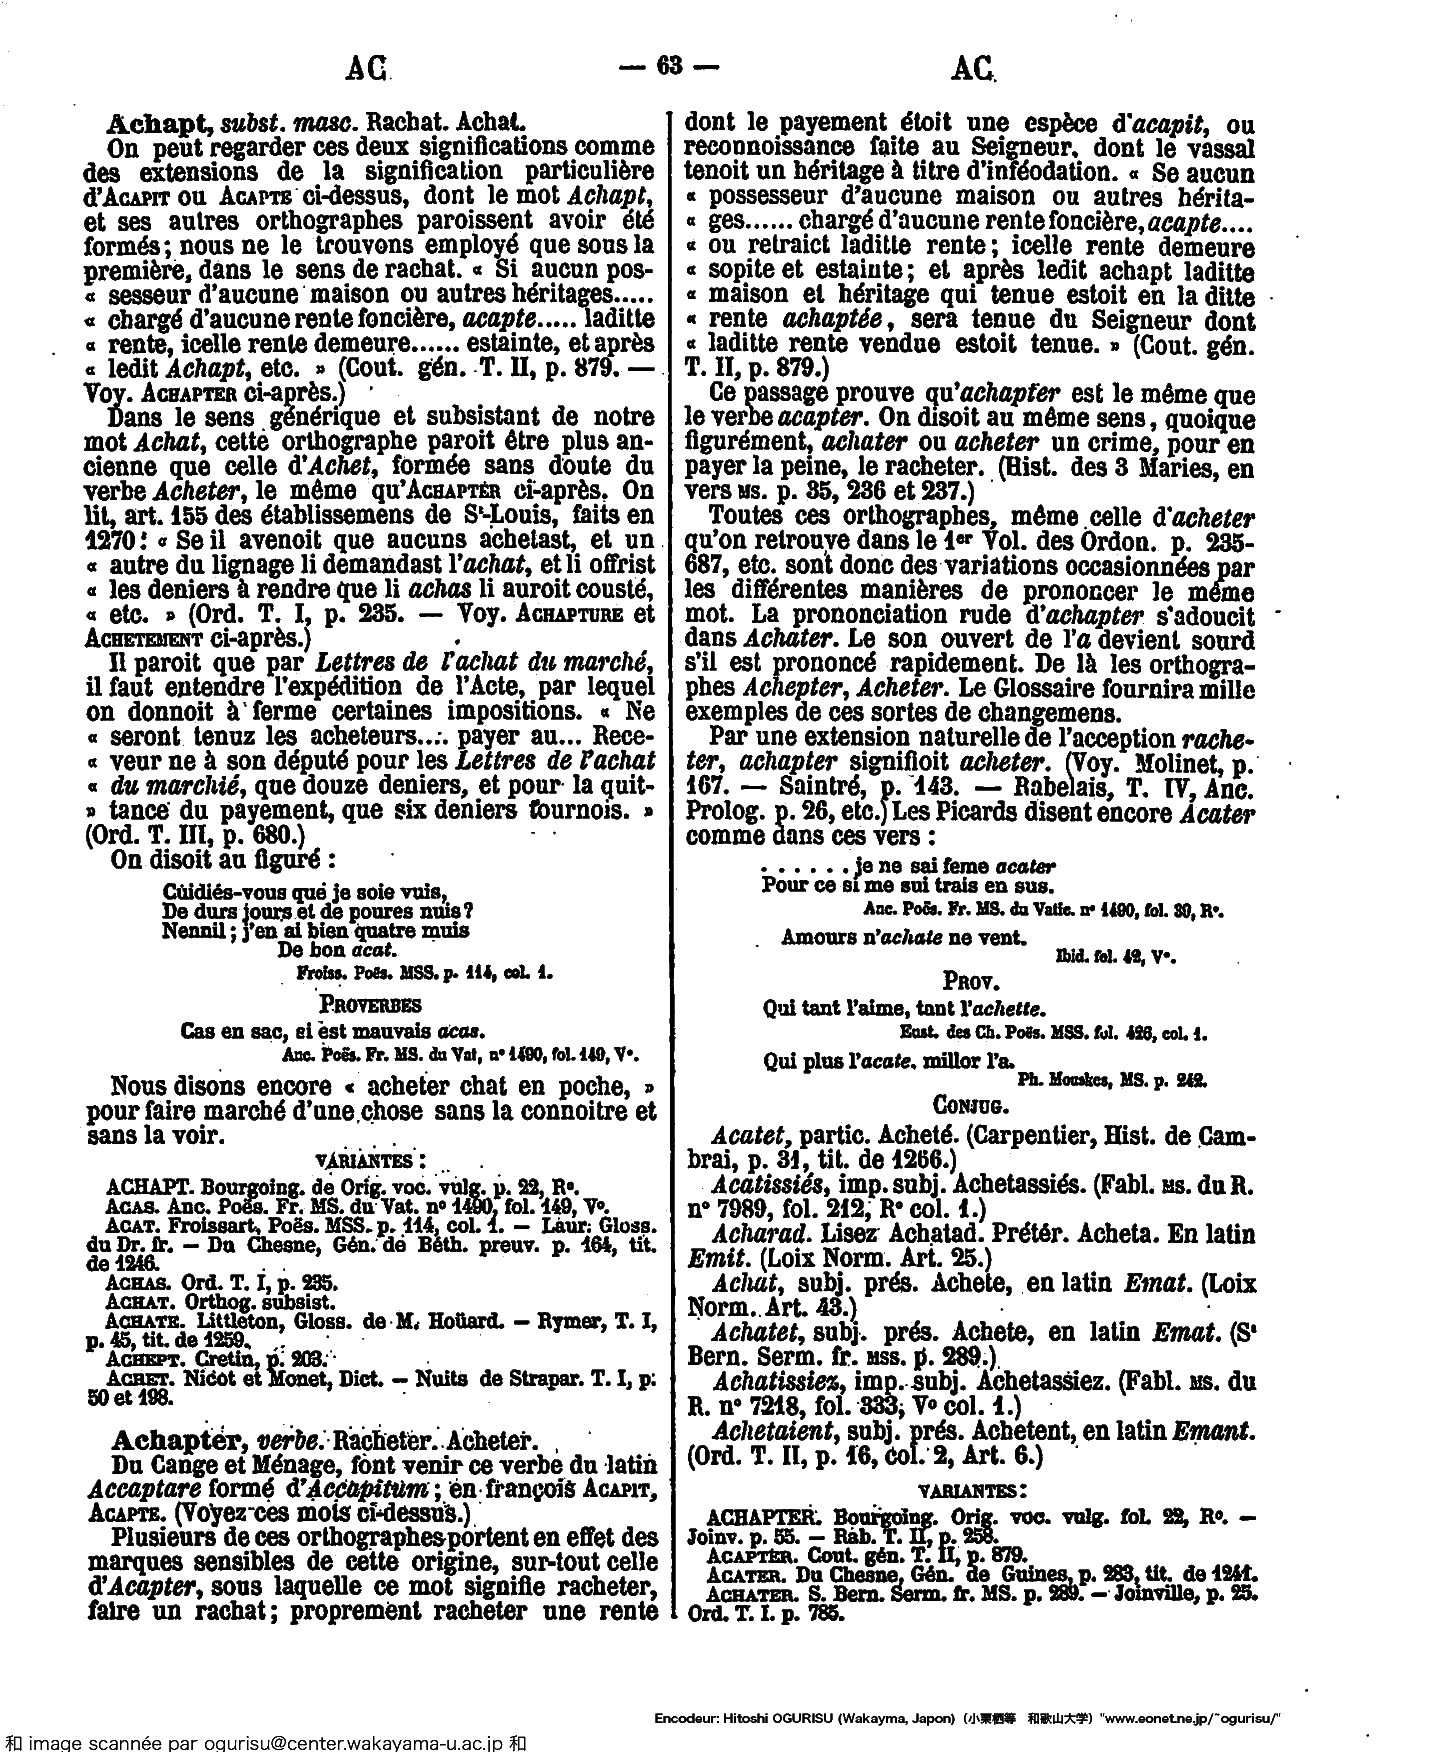 AC
— 63 —
AC
Achapt, subst. masc. Rachat. Achat.
On peut regarder ces deux significations comme
des extensions de la signification particulière
d'ACAPIT ou ACAPTE ci-dessus, dont le mot Achapt,
et ses autres orthographes paroissent avoir été
formés; nous ne le trouvons employé que sous la
première, dans le sens de rachat. « Si aucun pos-
« sesseur d'aucune maison ou autres héritages.....
« chargé d'aucune rente foncière, acapte..... laditte
« rente, icelle rente demeure...... estainte, et après
« ledit Achapt, etc. » (Cout. gén. T. II, p. 879. —
Voy. ACHAPTER ci-après.)
Dans le sens générique et subsistant de notre
mot Achat, cette orthographe paroit être plus an-
cienne que celle d'Achet, formée sans doute du
verbe Acheter, le même qu'ACHAPTER ci-après. On
lit, art. 155 des établissemens de St-Louis, faits en
1270: « Se il avenoit que aucuns achetast, et un
« autre du lignage li demandast l'achat, et li offrist
« les deniers à rendre que li achas li auroit cousté,
« etc. » (Ord. T. I, p. 235. — Voy. ACHAPTURE et
ACHETEMENT ci-après.)
Il paroit que par Lettres de l'achat du marché,
il faut entendre l'expédition de l'Acte, par lequel
on donnoit à ferme certaines impositions. « Ne
« seront tenuz les acheteurs.... payer au... Rece-
« veur ne à son député pour les Lettres de l'achat
« du marchié, que douze deniers, et pour la quit-
» tance du payement, que six deniers tournois. »
(Ord. T. III, p. 680.)
On disoit au figuré :
Cuidiés-vous que je soie vuis,
De durs jours et de poures nuis?
Nennil; j'en ai bien quatre muis
De bon acat.
Froiss. Poës. MSS. p. 114, col. 1.
PROVERBES
Cas en sac, si est mauvais acas.
Anc. Poës. Fr. MS. du Vat, n° 1490, fol. 149, V°.
Nous disons encore « acheter chat en poche, »
pour faire marché d'une chose sans la connoitre et
sans la voir.
VARIANTES :
ACHAPT. Bourgoing. de Orig. voc. vulg. p. 22, R°.
ACAS. Anc. Poës. Fr. MS. du Vat. n° 1490, fol. 149, V°.
ACAT. Froissart, Poës. MSS. p. 114, col. 1. — Laur. Gloss.
du Dr. fr. — Du Chesne, Gén. de Béth. preuv. p. 164, tit.
de 1246.
ACHAS. Ord. T. I, p. 235.
ACHAT. Orthog. subsist.
ACHATE. Littleton, Gloss. de M. Hoüard. — Rymer, T. I,
p. 45, tit. de 1259.
ACHEPT. Cretin, p. 203.
ACHET. Nicot et Monet, Dict. — Nuits de Strapar. T. I, p.
50 et 198.
Achapter, verbe. Racheter. Acheter.
Du Cange et Ménage, font venir ce verbe du latin
Accaptare formé d'Accapitum; en françois ACAPIT,
ACAPTE. (Voyez ces mots ci-dessus.)
Plusieurs de ces orthographes portent en effet des
marques sensibles de cette origine, sur-tout celle
d'Acapter, sous laquelle ce mot signifie racheter,
faire un rachat; proprement racheter une rente
dont le payement étoit une espèce d'acapit, ou
reconnoissance faite au Seigneur, dont le vassal
tenoit un héritage à titre d'inféodation. « Se aucun
« possesseur d'aucune maison ou autres hérita-
« ges...... chargé d'aucune rente foncière, acapte....
« ou retraict laditte rente; icelle rente demeure
« sopite et estainte; et après ledit achapt laditte
« maison et héritage qui tenue estoit en la ditte
« rente achaptée, sera tenue du Seigneur dont
« laditte rente vendue estoit tenue. » (Cout. gén.
T. II, p. 879.)
Ce passage prouve qu'achapter est le même que
le verbe acapter. On disoit au même sens, quoique
figurément, achater ou acheter un crime, pour en
payer la peine, le racheter. (Hist. des 3 Maries, en
vers MS. p. 35, 236 et 237.)
Toutes ces orthographes, même celle d'acheter
qu'on retrouve dans le 1er Vol. des Ordon. p. 235-
687, etc. sont donc des variations occasionnées par
les différentes manières de prononcer le même
mot. La prononciation rude d'achapter s'adoucit
dans Achater. Le son ouvert de l'a devient sourd
s'il est prononcé rapidement. De là les orthogra-
phes Achepter, Acheter. Le Glossaire fournira mille
exemples de ces sortes de changemens.
Par une extension naturelle de l'acception rache-
ter, achapter signifioit acheter. (Voy. Molinet, p.
167. — Saintré, p. 143. — Rabelais, T. IV, Anc.
Prolog. p. 26, etc.) Les Picards disent encore Acater
comme dans ces vers :
. . . . . . je ne sai feme acater
Pour ce si me sui trais en sus.
Anc. Poës. Fr. MS. du Vatic. n° 1490, fol. 39, R°.
Amours n'achate ne vent.
Ibid. fol. 42, V°.
PROV.
Qui tant l'aime, tant l'achette.
Eust. des Ch. Poës. MSS. fol. 426, col. 1.
Qui plus l'acate, millor l'a.
Ph. Mouskes, MS. p. 242.
CONJUG.
Acatet, partic. Acheté. (Carpentier, Hist. de Cam-
brai, p. 31, tit. de 1266.)
Acatissiés, imp. subj. Achetassiés. (Fabl. MS. du R.
n° 7989, fol. 212, R° col. 1.)
Acharad. Lisez Achatad. Prétér. Acheta. En latin
Emit. (Loix Norm. Art. 25.)
Achat, subj. prés. Achete, en latin Emat. (Loix
Norm. Art. 43.)
Achatet, subj. prés. Achete, en latin Emat. (St
Bern. Serm. fr. MSS. p. 289.)
Achatissiez, imp. subj. Achetassiez. (Fabl. MS. du
R. n° 7218, fol. 333, V° col. 1.)
Achetaient, subj. prés. Achetent, en latin Emant.
(Ord. T. II, p. 16, col. 2, Art. 6.)
VARIANTES :
ACHAPTER. Bourgoing. Orig. voc. vulg. fol. 22, R°. —
Joinv. p. 55. — Rab. T. II, p. 258.
ACAPTER. Cout. gén. T. II, p. 879.
ACATER. Du Chesne, Gén. de Guines, p. 283, tit. de 1241.
ACHATER. S. Bern. Serm. fr. MS. p. 289. — Joinville, p. 25.
Ord. T. I. p. 785.
Encodeur: Hitoshi OGURISU (Wakayma, Japon) (小栗栖等 和歌山大学) "www.eonet.ne.jp/~ogurisu/"
和 image scannée par ogurisu@center.wakayama-u.ac.jp 和